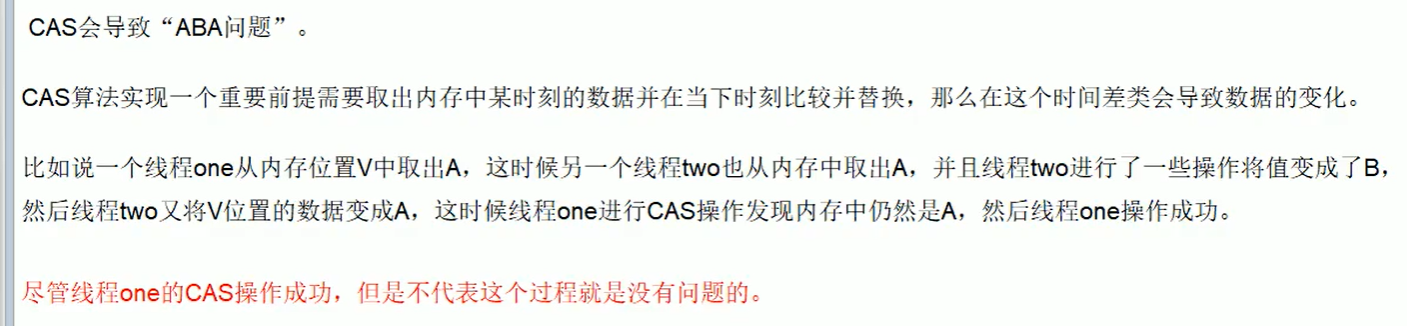 CAS会导致“ABA问题”。
CAS算法实现一个重要前提需要取出内存中某时刻的数据并在当下时刻比较并替换，那么在这个时间差类会导致数据的变化。
比如说一个线程one从内存位置V中取出A，这时候另一个线程two也从内存中取出A，并且线程two进行了一些操作将值变成了B，
然后线程two又将V位置的数据变成A，这时候线程one进行CAS操作发现内存中仍然是A，然后线程one操作成功。
尽管线程one的CAS操作成功，但是不代表这个过程就是没有问题的。